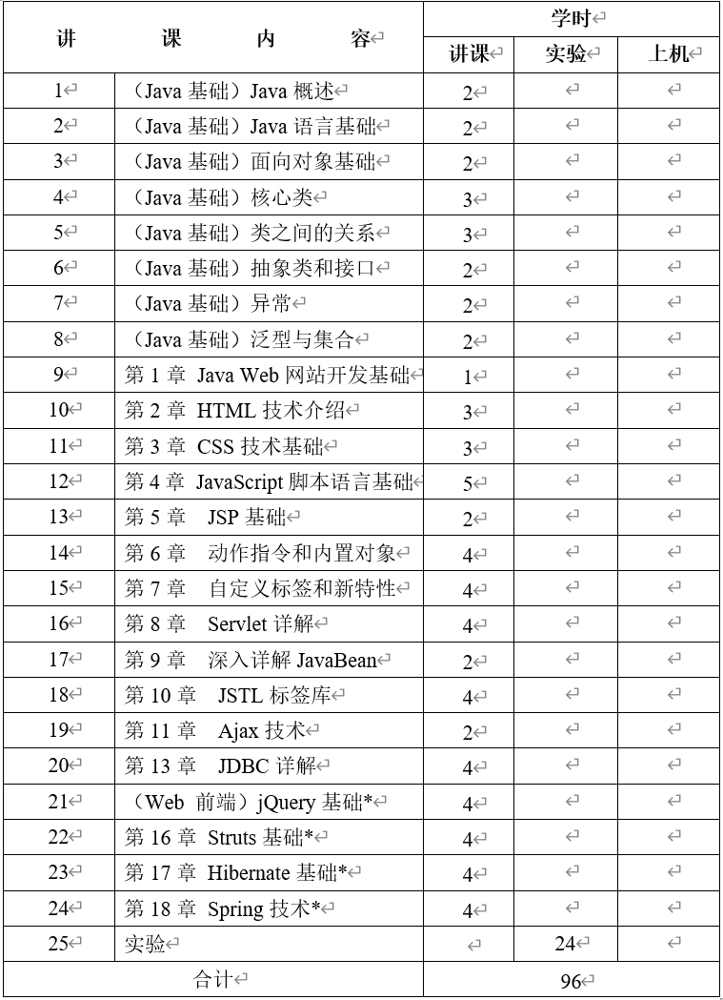 讲 课 内 容 学时
讲课 实验 上机
1 （Java 基础）Java 概述 2
2 （Java 基础）Java 语言基础 2
3 （Java 基础）面向对象基础 2
4 （Java 基础）核心类 3
5 （Java 基础）类之间的关系 3
6 （Java 基础）抽象类和接口 2
7 （Java 基础）异常 2
8 （Java 基础）泛型与集合 2
9 第 1 章 Java Web 网站开发基础 1
10 第 2 章 HTML 技术介绍 3
11 第 3 章 CSS 技术基础 3
12 第 4 章 JavaScript 脚本语言基础 5
13 第 5 章 JSP 基础 2
14 第 6 章 动作指令和内置对象 4
15 第 7 章 自定义标签和新特性 4
16 第 8 章 Servlet 详解 4
17 第 9 章 深入详解 JavaBean 2
18 第 10 章 JSTL 标签库 4
19 第 11 章 Ajax 技术 2
20 第 13 章 JDBC 详解 4
21 （Web 前端）jQuery 基础* 4
22 第 16 章 Struts 基础* 4
23 第 17 章 Hibernate 基础* 4
24 第 18 章 Spring 技术* 4
25 实验 24
合计 96